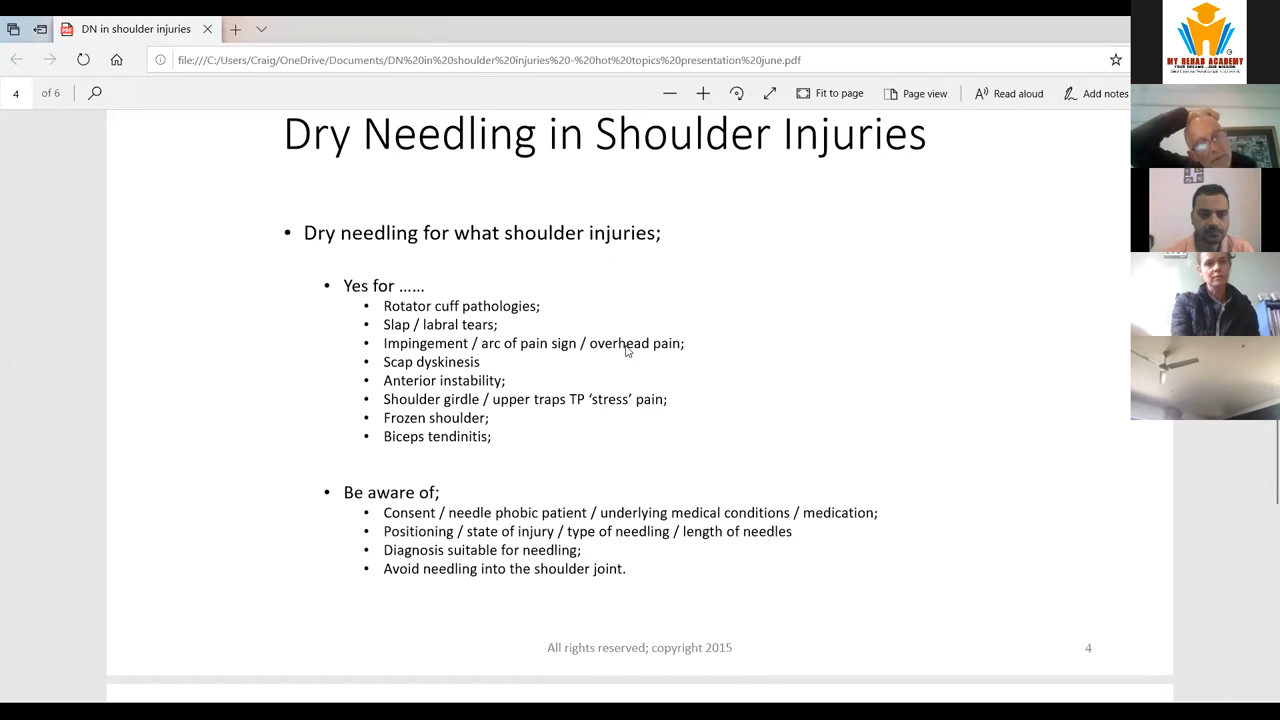 DN in shoulder injuries
file:///C:/Users/Craig/OneDrive/Documents/DN%20in%20shoulder%20injuries%20-%20hot%20topics%20presentation%20june.pdf
4 of 6
Fit to page
Page view
Read aloud
Add notes
MY REHAB ACADEMY
Dry Needling in Shoulder Injuries
• Dry needling for what shoulder injuries;
• Yes for ......
• Rotator cuff pathologies;
• Slap / labral tears;
• Impingement / arc of pain sign / overhead pain;
• Scap dyskinesis
• Anterior instability;
• Shoulder girdle / upper traps TP ‘stress’ pain;
• Frozen shoulder;
• Biceps tendinitis;
• Be aware of;
• Consent / needle phobic patient / underlying medical conditions / medication;
• Positioning / state of injury / type of needling / length of needles
• Diagnosis suitable for needling;
• Avoid needling into the shoulder joint.
All rights reserved; copyright 2015
4